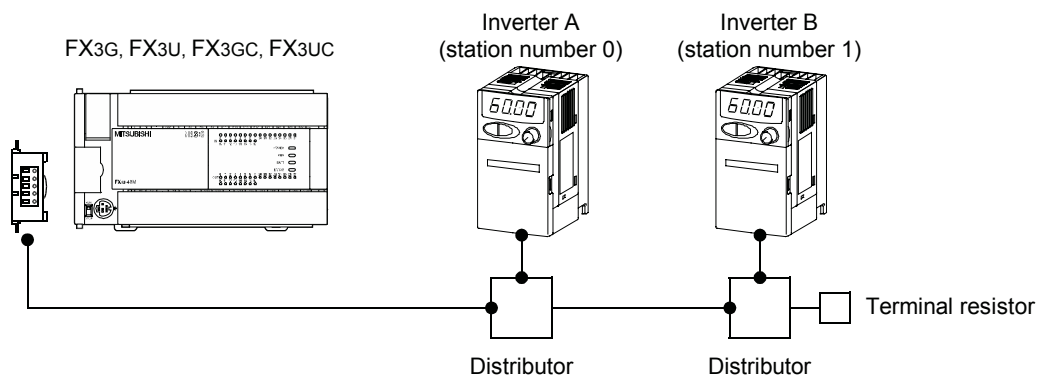 FX3G, FX3U, FX3GC, FX3UC
Inverter A
(station number 0)
Inverter B
(station number 1)
MITSUBISHI
60.00
60.00
Terminal resistor
Distributor
Distributor